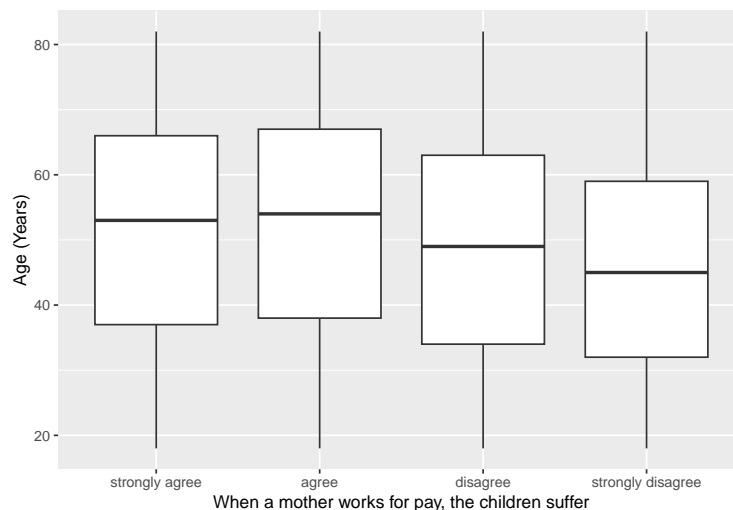 80
60
40
20
Age (Years)
strongly agree
agree
disagree
strongly disagree
When a mother works for pay, the children suffer